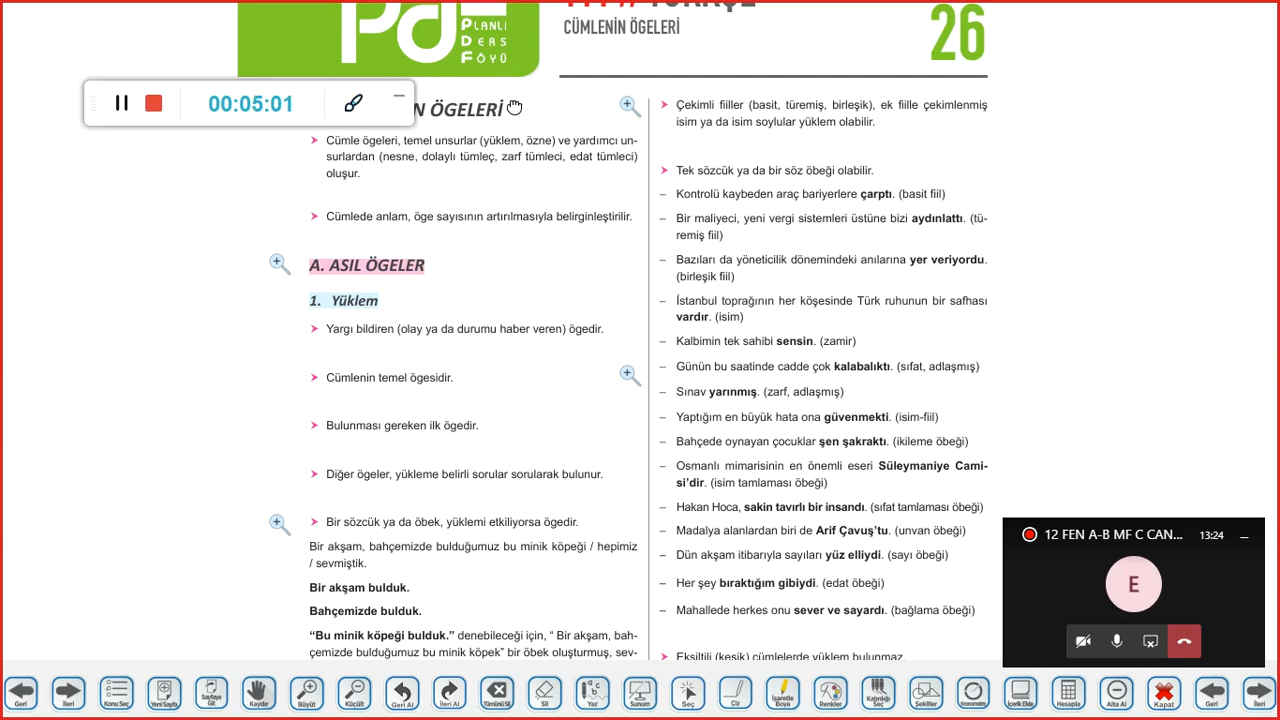 PLANLI
DERS
FÖYÜ
CÜMLENİN ÖGELERİ
26
00:05:01
N ÖGELERİ
Cümle ögeleri, temel unsurlar (yüklem, özne) ve yardımcı un-
surlardan (nesne, dolaylı tümleç, zarf tümleci, edat tümleci)
oluşur.
Cümlede anlam, öge sayısının artırılmasıyla belirginleştirilir.
A. ASIL ÖGELER
1. Yüklem
Yargı bildiren (olay ya da durumu haber veren) ögedir.
Cümlenin temel ögesidir.
Bulunması gereken ilk ögedir.
Diğer ögeler, yükleme belirli sorular sorularak bulunur.
Bir sözcük ya da öbek, yüklemi etkiliyorsa ögedir.
Bir akşam, bahçemizde bulduğumuz bu minik köpeği / hepimiz
/ sevmiştik.
Bir akşam bulduk.
Bahçemizde bulduk.
“Bu minik köpeği bulduk.” denebileceği için, “ Bir akşam, bah-
çemizde bulduğumuz bu minik köpek” bir öbek oluşturmuş, sev-
Çekimli fiiller (basit, türemiş, birleşik), ek fiille çekimlenmiş
isim ya da isim soylular yüklem olabilir.
Tek sözcük ya da bir söz öbeği olabilir.
– Kontrolü kaybeden araç bariyerlere çarptı. (basit fiil)
– Bir maliyeci, yeni vergi sistemleri üstüne bizi aydınlattı. (tü-
remiş fiil)
– Bazıları da yöneticilik dönemindeki anılarına yer veriyordu.
(birleşik fiil)
– İstanbul toprağının her köşesinde Türk ruhunun bir safhası
vardır. (isim)
– Kalbimin tek sahibi sensin. (zamir)
– Günün bu saatinde cadde çok kalabalıktı. (sıfat, adlaşmış)
– Sınav yarınmış. (zarf, adlaşmış)
– Yaptığım en büyük hata ona güvenmekti. (isim-fiil)
– Bahçede oynayan çocuklar şen şakraktı. (ikileme öbeği)
– Osmanlı mimarisinin en önemli eseri Süleymaniye Cami-
si’dir. (isim tamlaması öbeği)
– Hakan Hoca, sakin tavırlı bir insandı. (sıfat tamlaması öbeği)
– Madalya alanlardan biri de Arif Çavuş’tu. (unvan öbeği)
– Dün akşam itibarıyla sayıları yüz elliydi. (sayı öbeği)
– Her şey bıraktığım gibiydi. (edat öbeği)
– Mahallede herkes onu sever ve sayardı. (bağlama öbeği)
Eksiltili (kesik) cümlelerde yüklem bulunmaz.
12 FEN A-B MF C CAN... 13:24
E
Geri İleri Konu Seç Yeni Sayfa Sayfaya Git Kaydır Büyüt Küçült Geri Al İleri Al Tümünü Sil Sil Yaz Sunum Seç Çiz İşaretle Boya Renkler Kalınlığı Seç Şekiller Kronometre İçerik Ekle Hesapla Alta Al Kapat Geri İleri